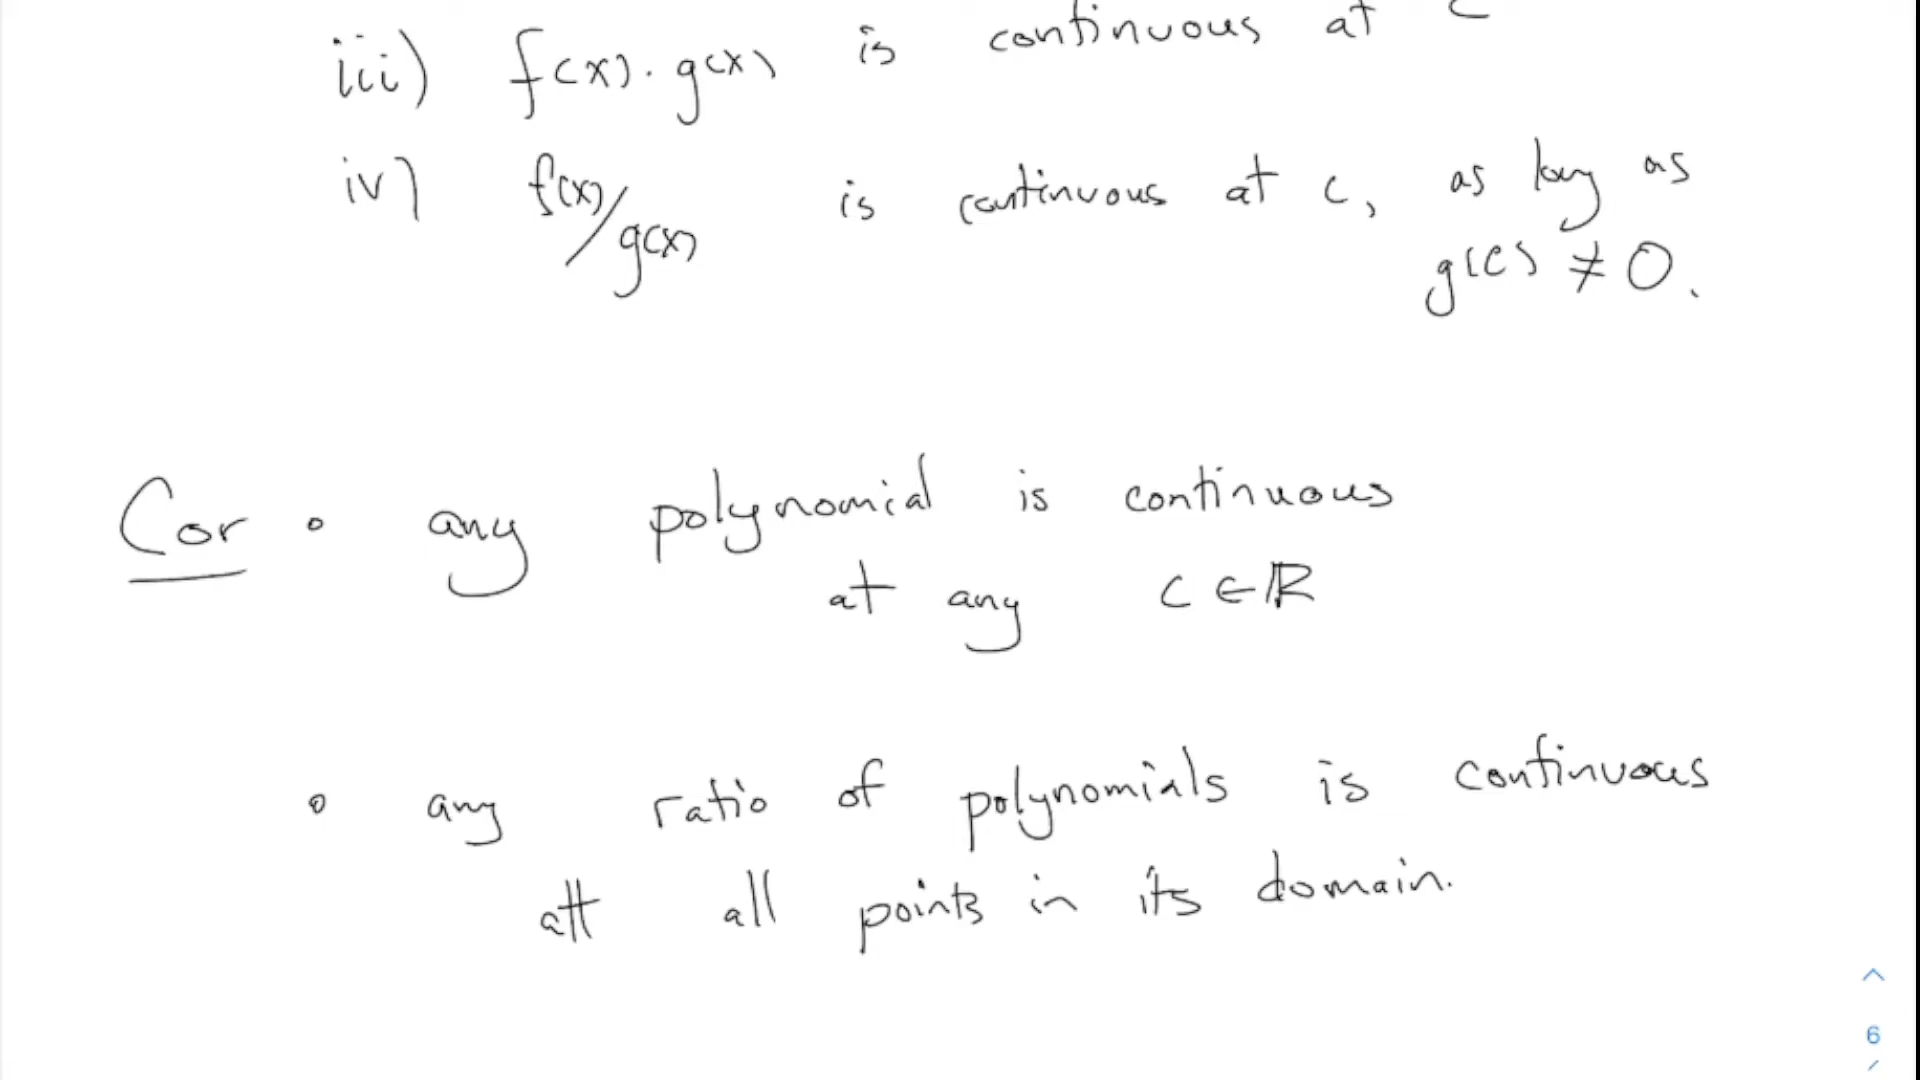 iii) f(x) · g(x) is continuous at c
iv) f(x)/g(x) is continuous at c, as long as
g(c) ≠ 0.
Cor ∘ any polynomial is continuous
at any c ∈ ℝ
∘ any ratio of polynomials is continuous
att all points in its domain.
6